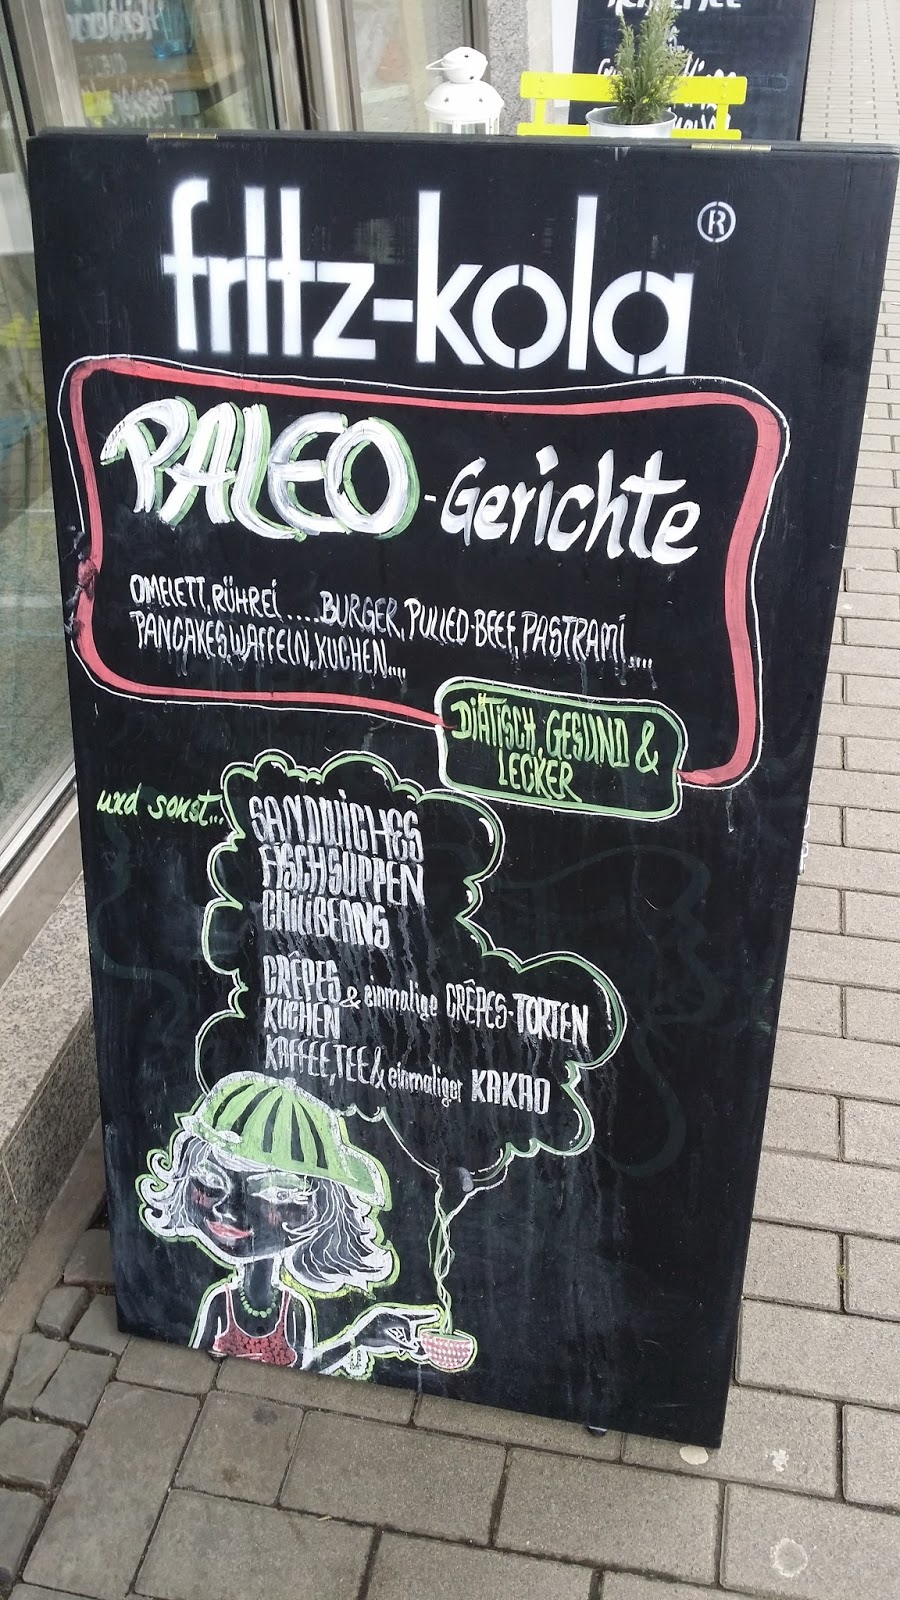 fritz-kola®
PALEO-Gerichte
OMELETT, RÜHREI .... BURGER, PULLED-BEEF, PASTRAMI ....
PANCAKES, WAFFELN, KUCHEN ....
DIÄTISCH, GESUND &
LECKER
und sonst...
SANDWICHES
FISCHSUPPEN
CHILIBEANS
CRÊPES & einmalige CRÊPES-TORTEN
KUCHEN
KAFFEE, TEE & einmaliger KAKAO